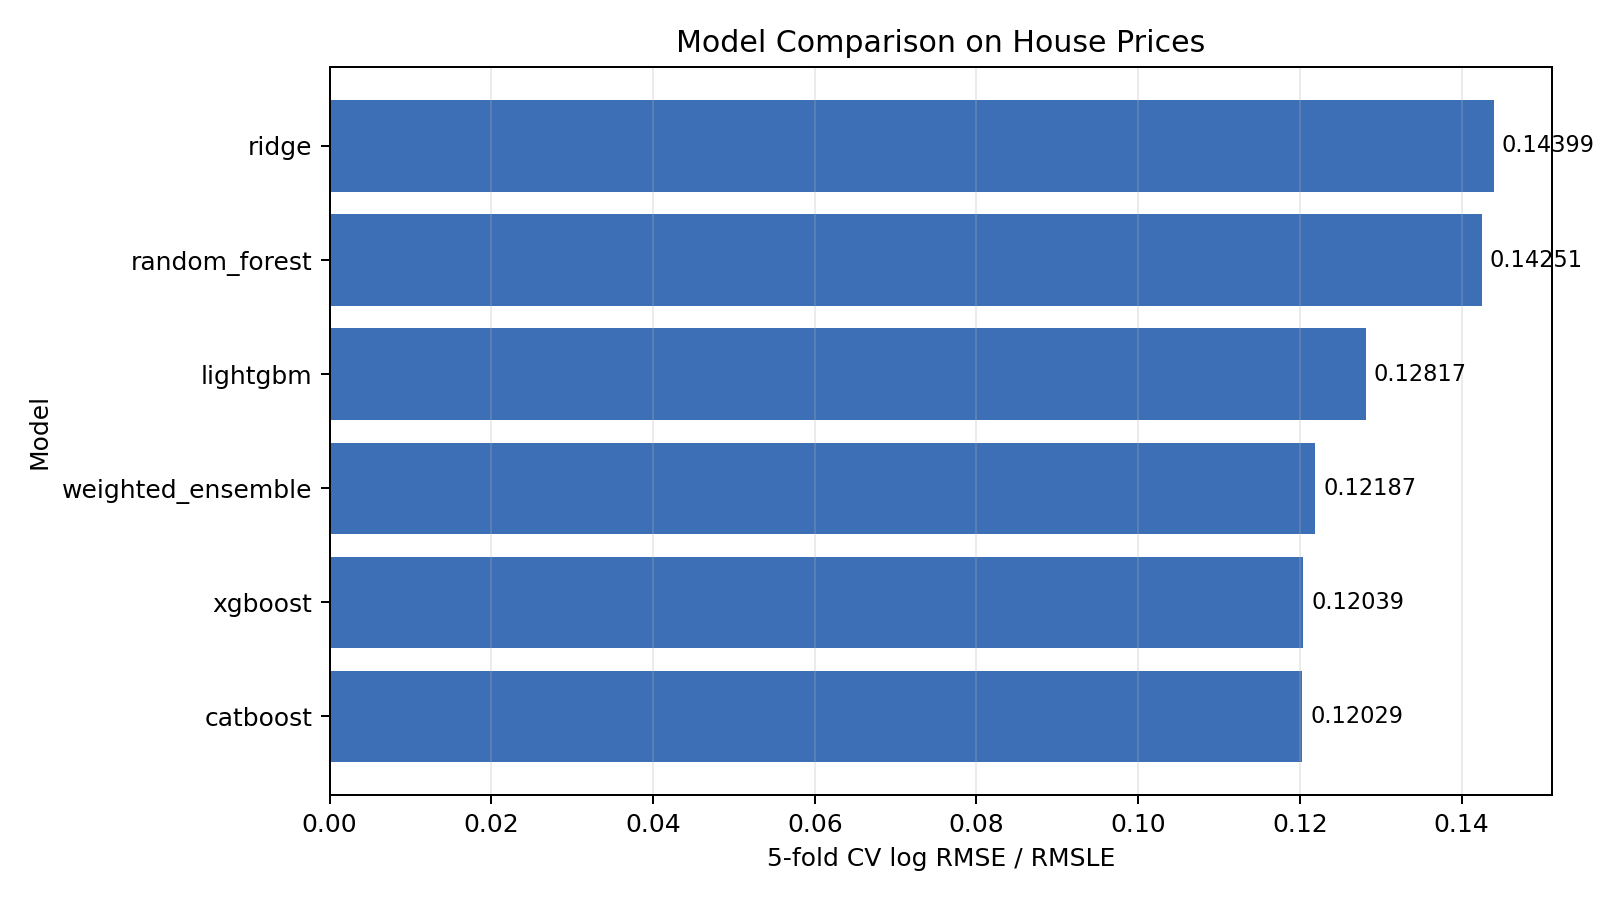 Model Comparison on House Prices
ridge
0.14399
random_forest
0.14251
lightgbm
0.12817
Model
weighted_ensemble
0.12187
xgboost
0.12039
catboost
0.12029
0.00 0.02 0.04 0.06 0.08 0.10 0.12 0.14
5-fold CV log RMSE / RMSLE